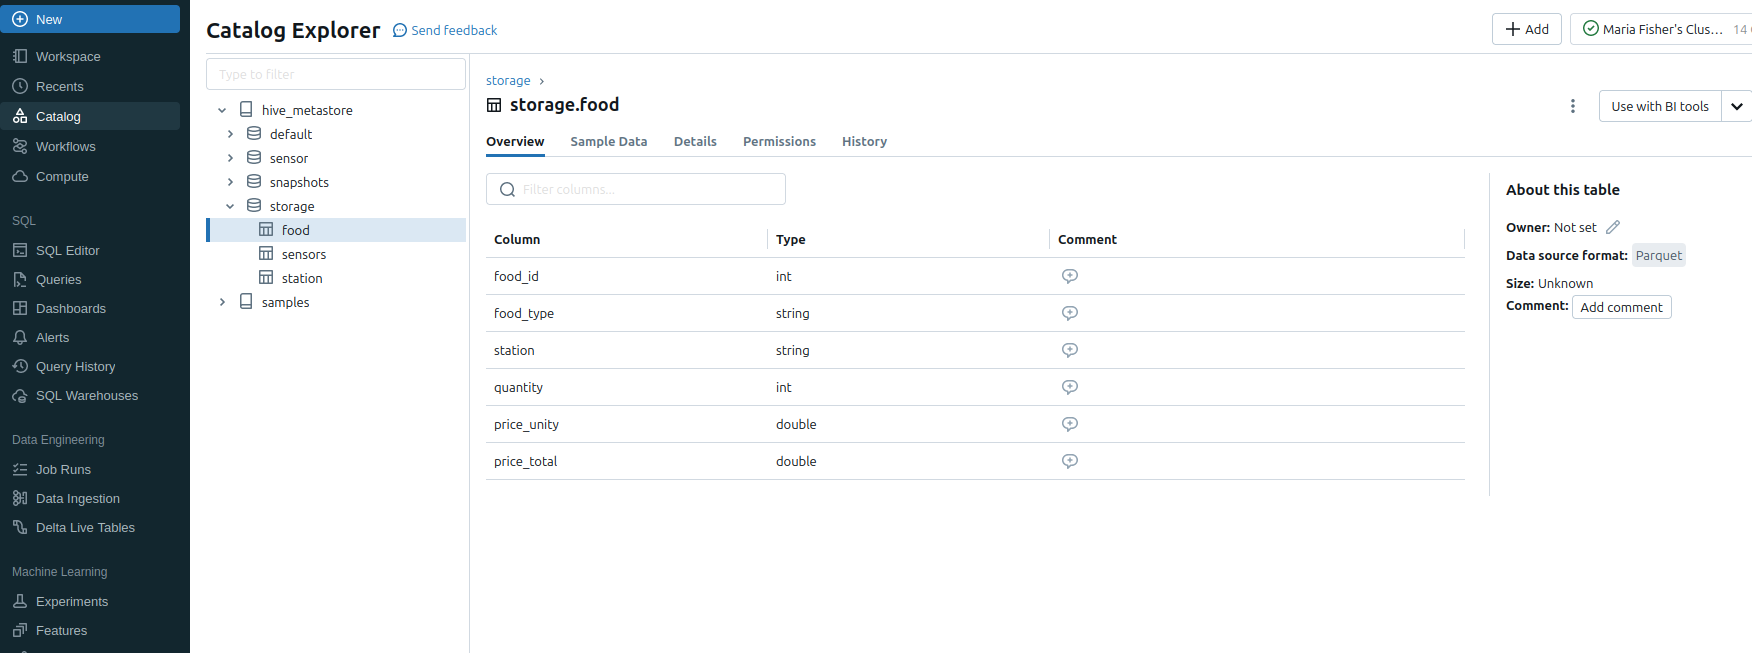 New
Workspace
Recents
Catalog
Workflows
Compute
SQL
SQL Editor
Queries
Dashboards
Alerts
Query History
SQL Warehouses
Data Engineering
Job Runs
Data Ingestion
Delta Live Tables
Machine Learning
Experiments
Features
Catalog Explorer Send feedback
Add
Maria Fisher's Clus... 14
Type to filter
hive_metastore
default
sensor
snapshots
storage
food
sensors
station
samples
storage ›
storage.food
Use with BI tools
Overview Sample Data Details Permissions History
Filter columns...
Column Type Comment
food_id int
food_type string
station string
quantity int
price_unity double
price_total double
About this table
Owner: Not set
Data source format: Parquet
Size: Unknown
Comment: Add comment